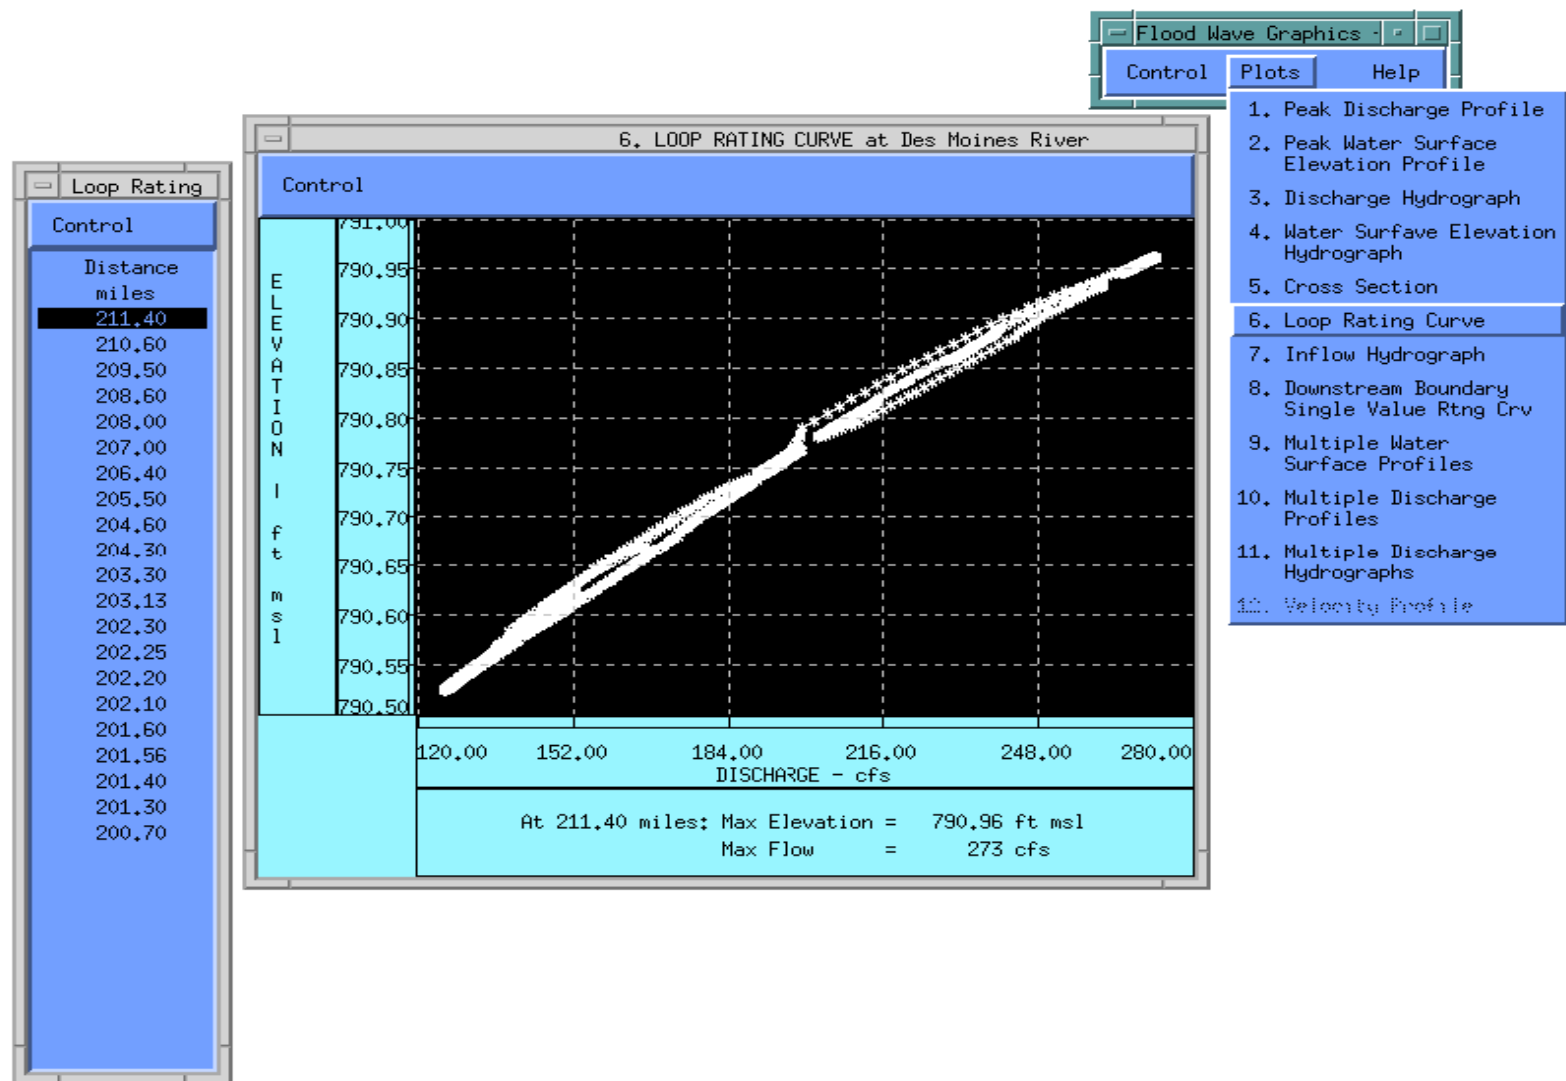 Flood Wave Graphics -
Control Plots Help
1. Peak Discharge Profile
2. Peak Water Surface
Elevation Profile
3. Discharge Hydrograph
4. Water Surfave Elevation
Hydrograph
5. Cross Section
6. Loop Rating Curve
7. Inflow Hydrograph
8. Downstream Boundary
Single Value Rtng Crv
9. Multiple Water
Surface Profiles
10. Multiple Discharge
Profiles
11. Multiple Discharge
Hydrographs
12. Velocity Profile
6. LOOP RATING CURVE at Des Moines River
Control
ELEVATION | ft msl
791.00
790.95
790.90
790.85
790.80
790.75
790.70
790.65
790.60
790.55
790.50
120.00 152.00 184.00 216.00 248.00 280.00
DISCHARGE - cfs
At 211.40 miles: Max Elevation = 790.96 ft msl
Max Flow = 273 cfs
Loop Rating
Control
Distance
miles
211.40
210.60
209.50
208.60
208.00
207.00
206.40
205.50
204.60
204.30
203.30
203.13
202.30
202.25
202.20
202.10
201.60
201.56
201.40
201.30
200.70